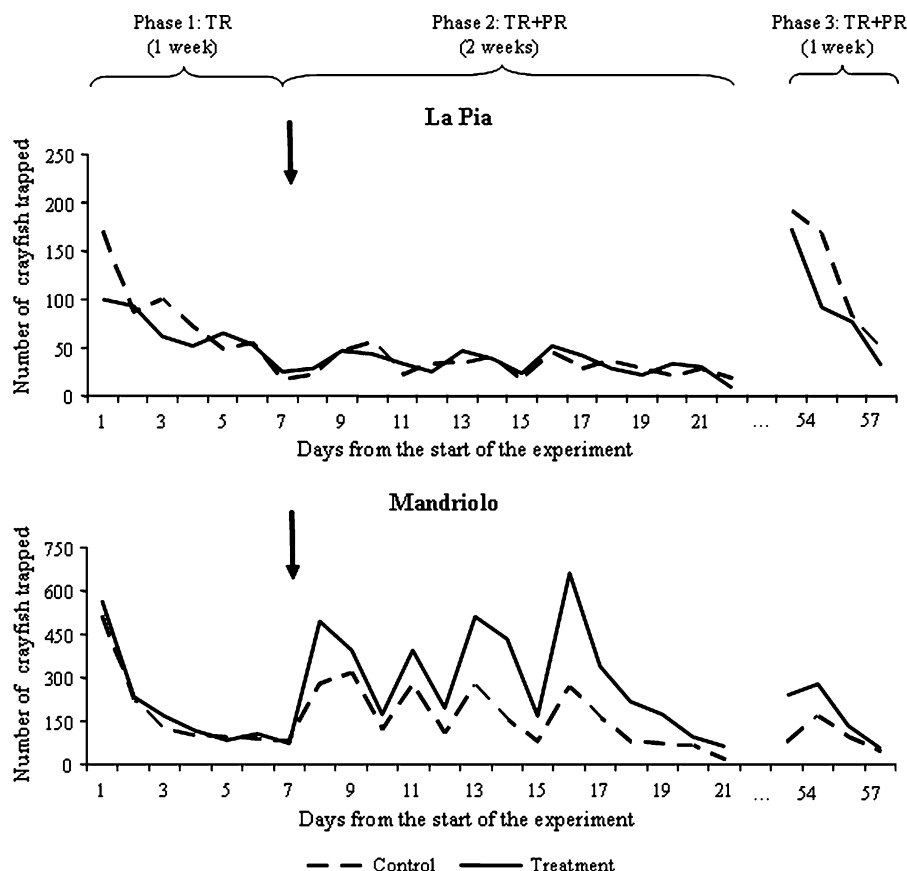 Phase 1: TR
(1 week)
Phase 2: TR+PR
(2 weeks)
Phase 3: TR+PR
(1 week)
La Pia
Number of crayfish trapped
250
200
150
100
50
0
1 3 5 7 9 11 13 15 17 19 21 ... 54 57
Days from the start of the experiment
Mandriolo
Number of crayfish trapped
750
600
450
300
150
0
1 3 5 7 9 11 13 15 17 19 21 ... 54 57
Days from the start of the experiment
Control Treatment